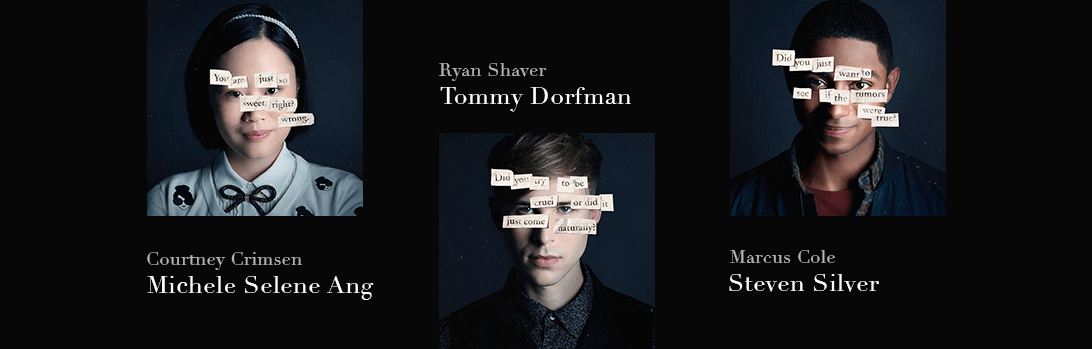 You are just so
sweet, right?
wrong.
Courtney Crimsen
Michele Selene Ang
Ryan Shaver
Tommy Dorfman
Did you try to be
cruel or did it
just come naturally?
Did you just
want to
see if the rumors
were
true?
Marcus Cole
Steven Silver